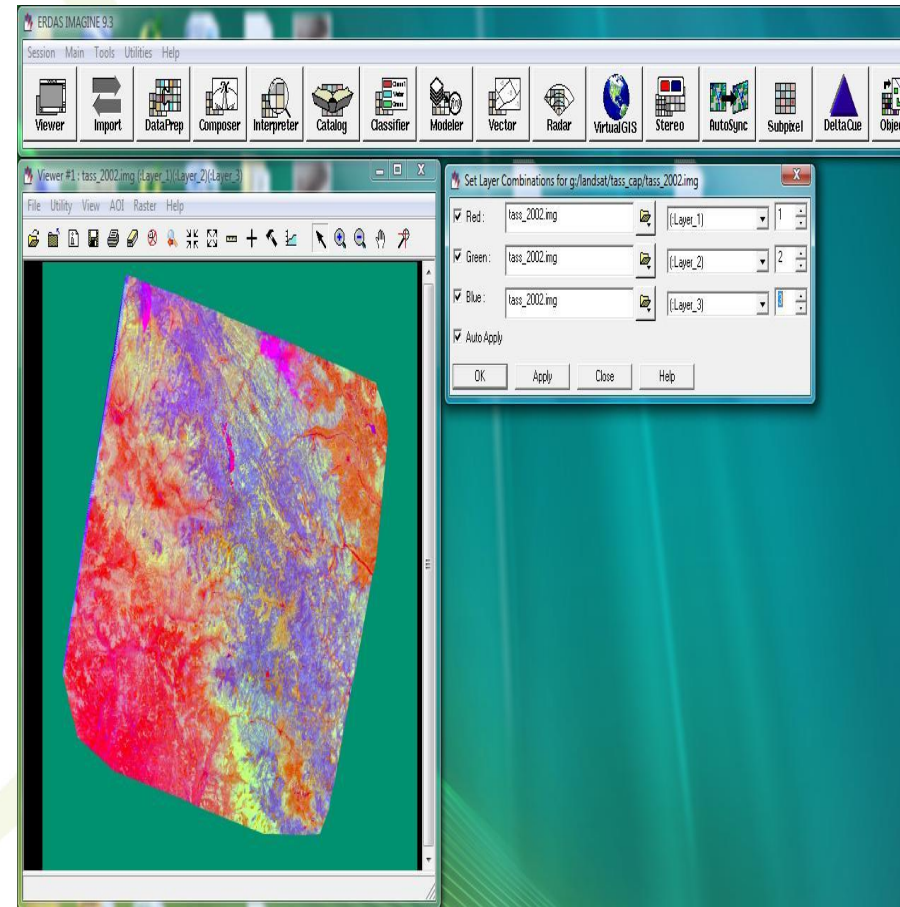 ERDAS IMAGINE 9.3
Session Main Tools Utilities Help
Viewer Import DataPrep Composer Interpreter Catalog Classifier Modeler Vector Radar VirtualGIS Stereo AutoSync Subpixel DeltaCue Objec
Viewer #1 : tass_2002.img (:Layer_1)(:Layer_2)(:Layer_3)
File Utility View AOI Raster Help
Set Layer Combinations for g:/landsat/tass_cap/tass_2002.img
Red : tass_2002.img (:Layer_1) 1
Green : tass_2002.img (:Layer_2) 2
Blue : tass_2002.img (:Layer_3) 3
Auto Apply
OK Apply Close Help